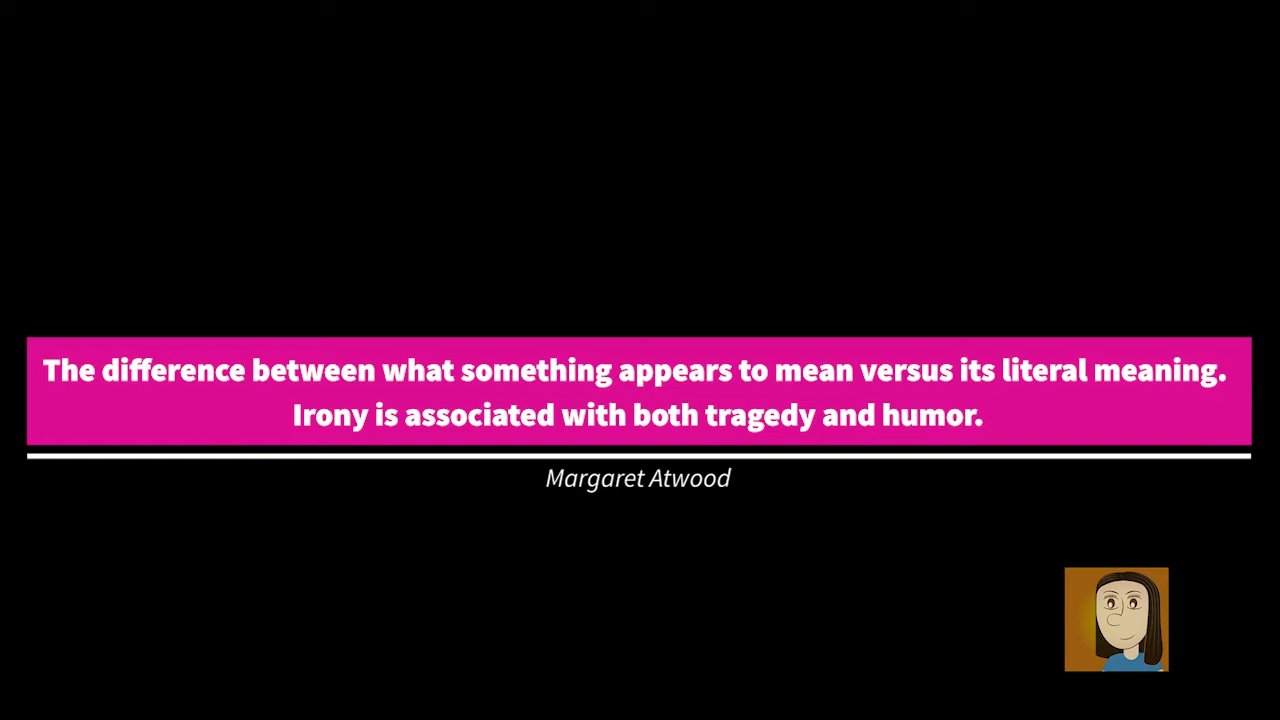 The difference between what something appears to mean versus its literal meaning.
Irony is associated with both tragedy and humor.
Margaret Atwood